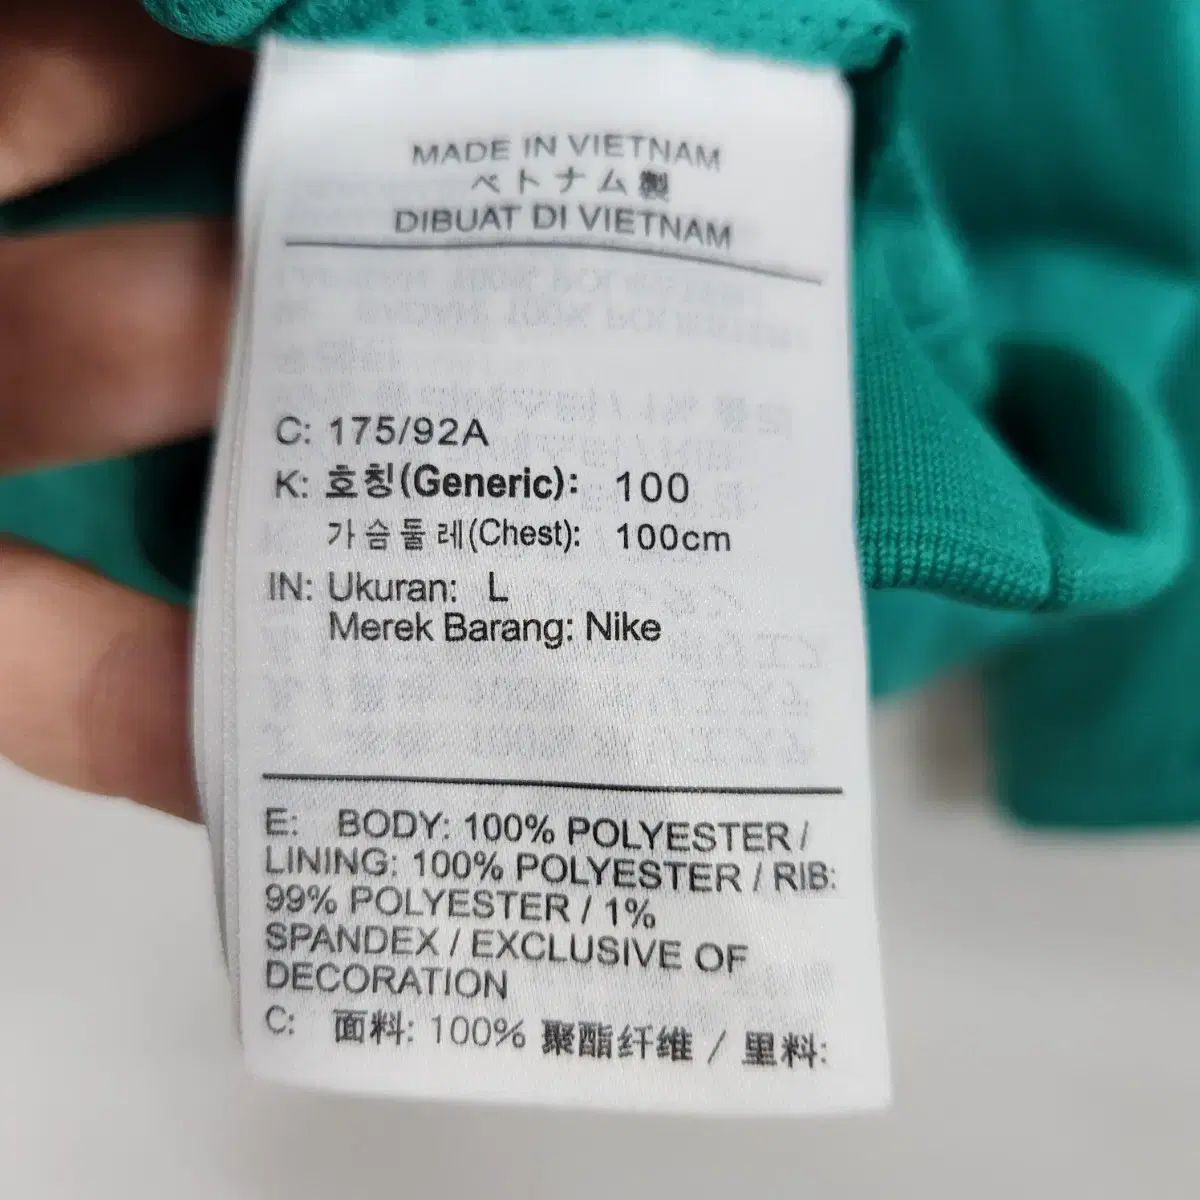 MADE IN VIETNAM
ベトナム製
DIBUAT DI VIETNAM
C: 175/92A
K: 호칭(Generic): 100
가슴둘레(Chest): 100cm
IN: Ukuran: L
Merek Barang: Nike
E: BODY: 100% POLYESTER /
LINING: 100% POLYESTER / RIB:
99% POLYESTER / 1%
SPANDEX / EXCLUSIVE OF
DECORATION
C: 面料: 100% 聚酯纤维 / 里料: